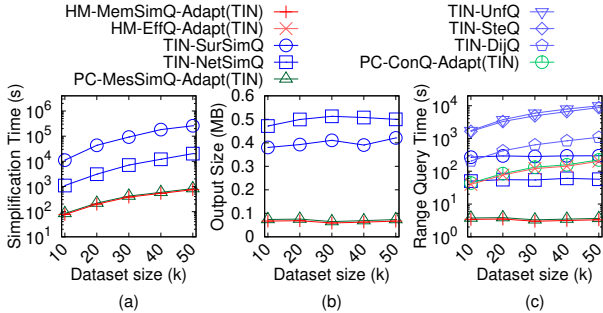 HM-MemSimQ-Adapt(TIN)
HM-EffQ-Adapt(TIN)
TIN-SurSimQ
TIN-NetSimQ
PC-MesSimQ-Adapt(TIN)
TIN-UnfQ
TIN-SteQ
TIN-DijQ
PC-ConQ-Adapt(TIN)
Simplification Time (s)
10^6
10^5
10^4
10^3
10^2
10^1
10 20 30 40 50
Dataset size (k)
(a)
Output Size (MB)
0.6
0.5
0.4
0.3
0.2
0.1
0
10 20 30 40 50
Dataset size (k)
(b)
Range Query Time (s)
10^4
10^3
10^2
10^1
10^0
10 20 30 40 50
Dataset size (k)
(c)